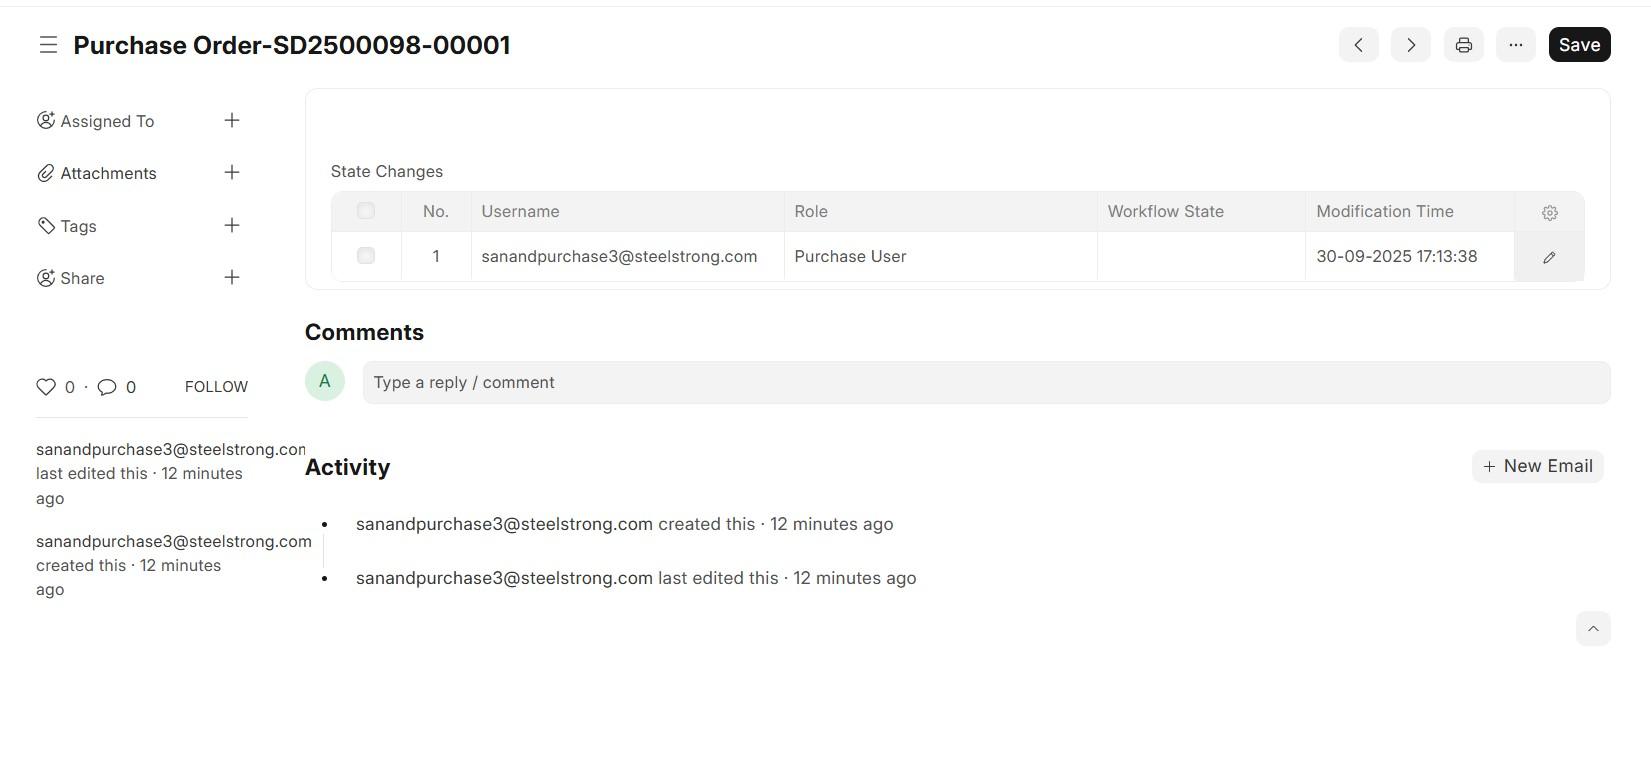 Purchase Order-SD2500098-00001
Save
Assigned To
Attachments
Tags
Share
0 · 0 FOLLOW
sanandpurchase3@steelstrong.com
last edited this · 12 minutes
ago
sanandpurchase3@steelstrong.com
created this · 12 minutes
ago
State Changes
No. Username Role Workflow State Modification Time
1 sanandpurchase3@steelstrong.com Purchase User 30-09-2025 17:13:38
Comments
A Type a reply / comment
Activity
+ New Email
sanandpurchase3@steelstrong.com created this · 12 minutes ago
sanandpurchase3@steelstrong.com last edited this · 12 minutes ago